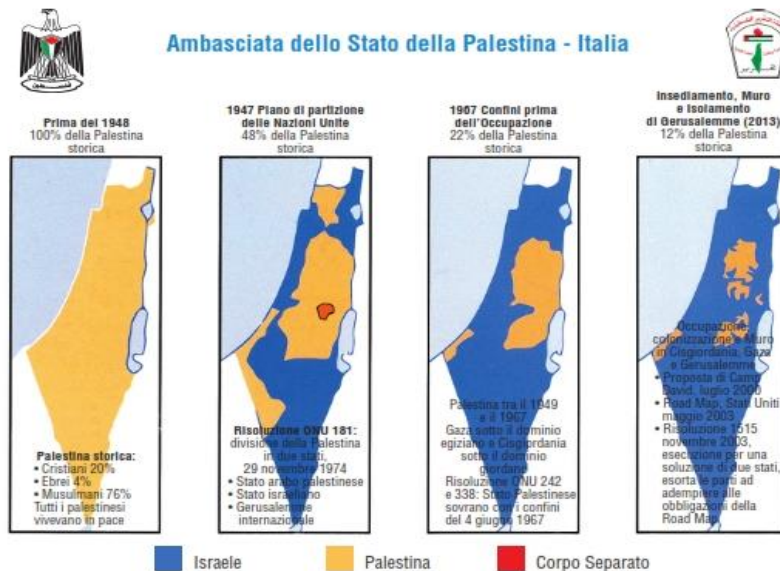 Ambasciata dello Stato della Palestina - Italia
Prima del 1948
100% della Palestina
storica
Palestina storica:
• Cristiani 20%
• Ebrei 4%
• Musulmani 76%
Tutti i palestinesi
vivevano in pace
1947 Piano di partizione
delle Nazioni Unite
48% della Palestina
storica
Risoluzione ONU 181:
divisione della Palestina
in due stati,
29 novembre 1974
• Stato arabo palestinese
• Stato israeliano
• Gerusalemme
internazionale
1967 Confini prima
dell'Occupazione
22% della Palestina
storica
Palestina tra il 1949
e il 1967
Gaza sotto il dominio
egiziano e Cisgiordania
sotto il dominio
giordano
Risoluzione ONU 242
e 338: Stato Palestinese
sovrano con i confini
del 4 giugno 1967
Insediamento, Muro
e Isolamento
di Gerusalemme (2013)
12% della Palestina
storica
Occupazione,
colonizzazione e Muro
in Cisgiordania, Gaza
e Gerusalemme
• Proposta di Camp
David, luglio 2000
• Road Map, Stati Uniti
maggio 2003
• Risoluzione 1515
novembre 2003,
esecuzione per una
soluzione di due stati,
esorta le parti ad
adempiere alle
obbligazioni della
Road Map
Israele
Palestina
Corpo Separato